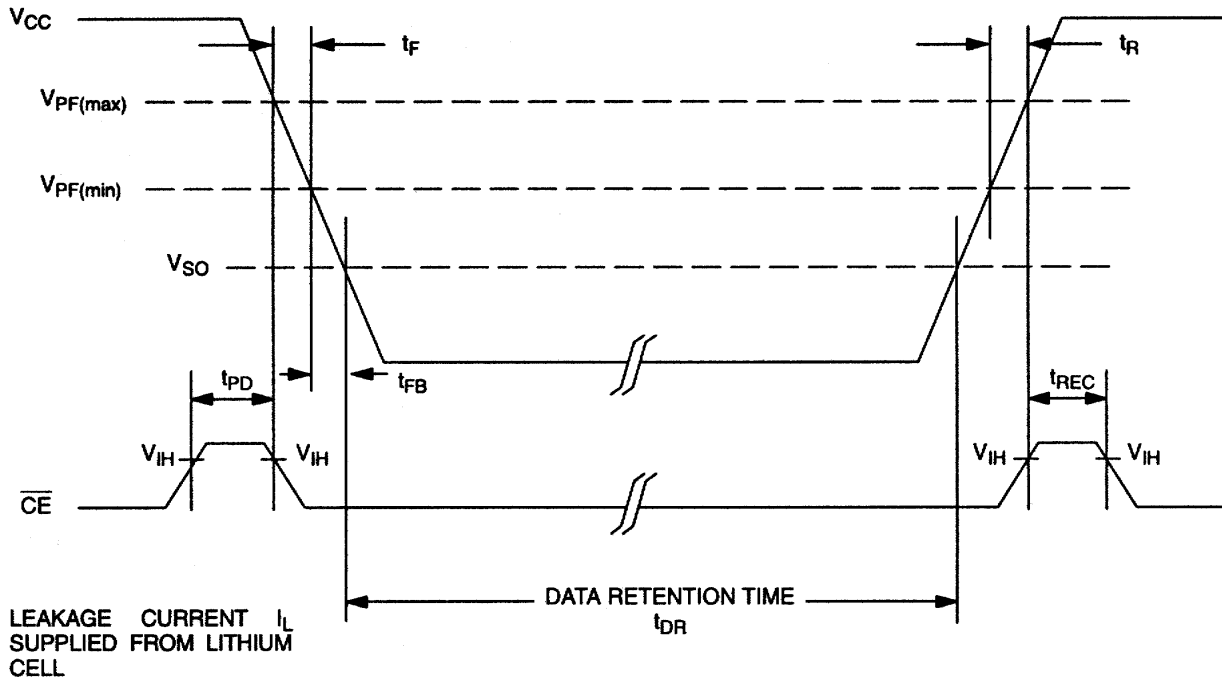 VCC
tF
tR
VPF(max)
VPF(min)
VSO
tPD
tFB
tREC
VIH
VIH
VIH
VIH
CE
DATA RETENTION TIME
tDR
LEAKAGE CURRENT IL
SUPPLIED FROM LITHIUM
CELL